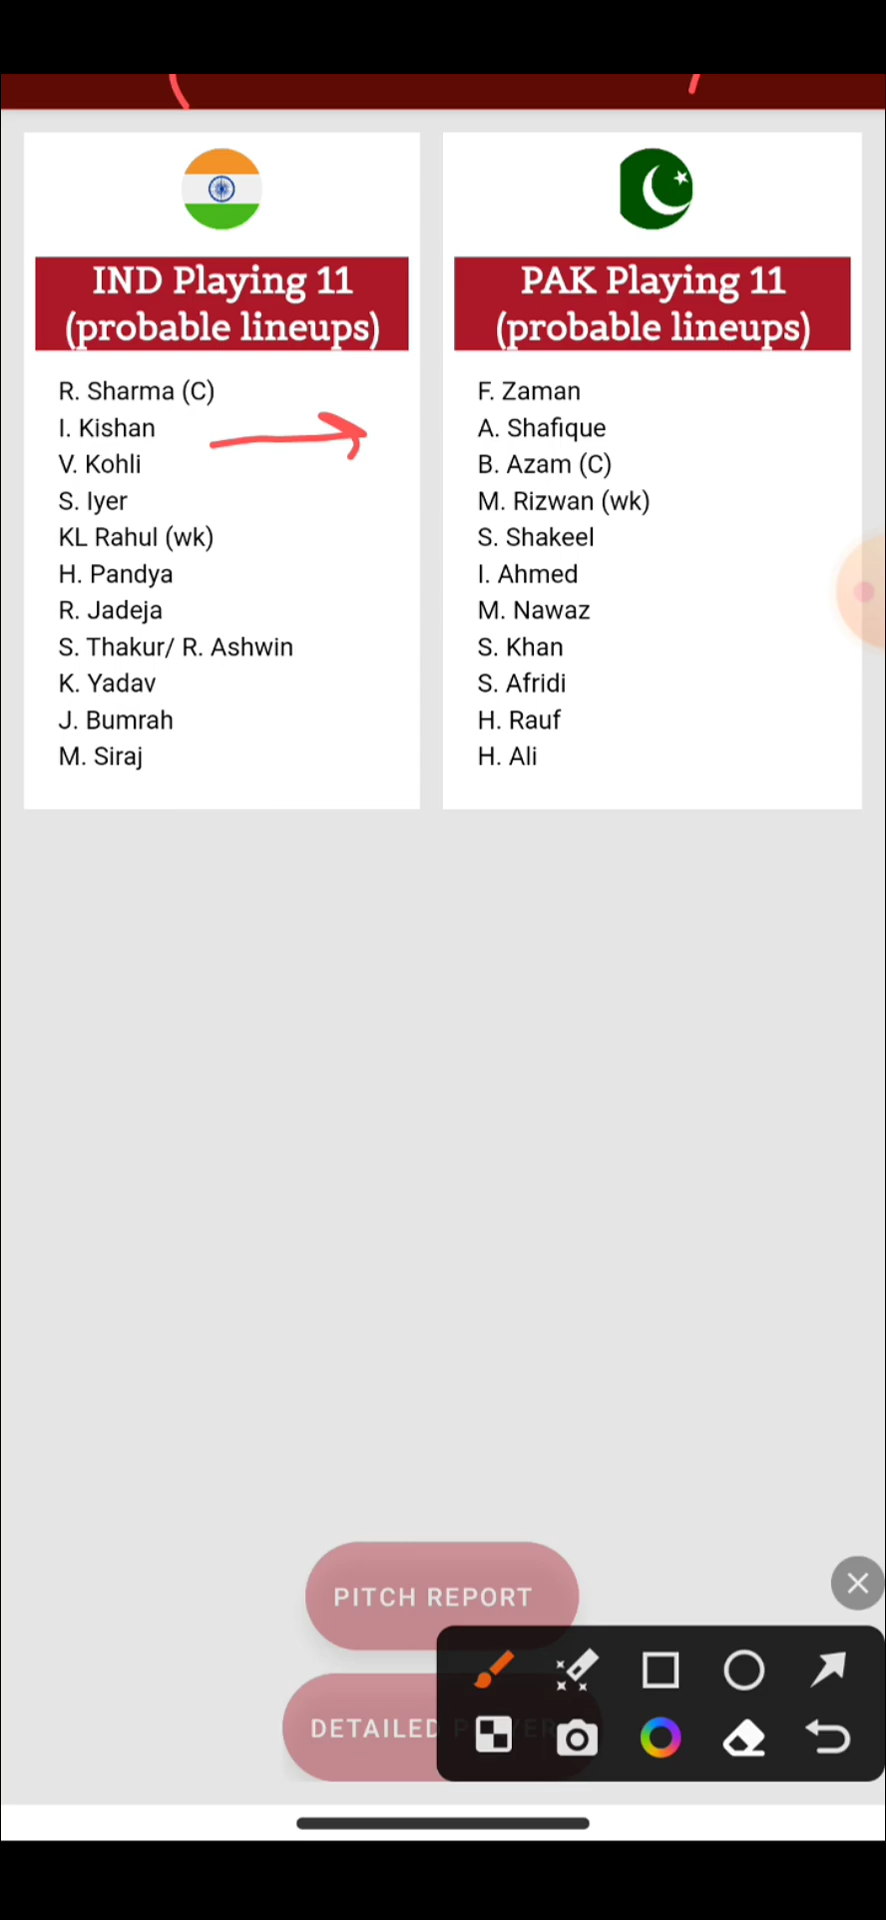 IND Playing 11
(probable lineups)
R. Sharma (C)
I. Kishan
V. Kohli
S. Iyer
KL Rahul (wk)
H. Pandya
R. Jadeja
S. Thakur/ R. Ashwin
K. Yadav
J. Bumrah
M. Siraj
PAK Playing 11
(probable lineups)
F. Zaman
A. Shafique
B. Azam (C)
M. Rizwan (wk)
S. Shakeel
I. Ahmed
M. Nawaz
S. Khan
S. Afridi
H. Rauf
H. Ali
PITCH REPORT
DETAILED